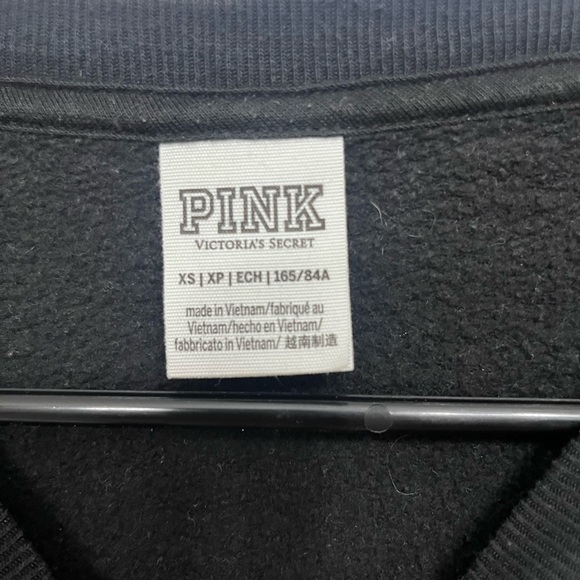 PINK
VICTORIA'S SECRET
XS | XP | ECH | 165/84A
made in Vietnam/fabriqué au
Vietnam/hecho en Vietnam/
fabbricato in Vietnam/ 越南制造